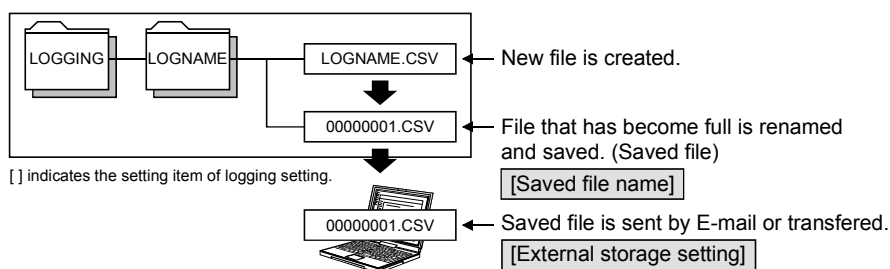 LOGGING
LOGNAME
LOGNAME.CSV
New file is created.
00000001.CSV
File that has become full is renamed
and saved. (Saved file)
[ ] indicates the setting item of logging setting.
[Saved file name]
00000001.CSV
Saved file is sent by E-mail or transfered.
[External storage setting]